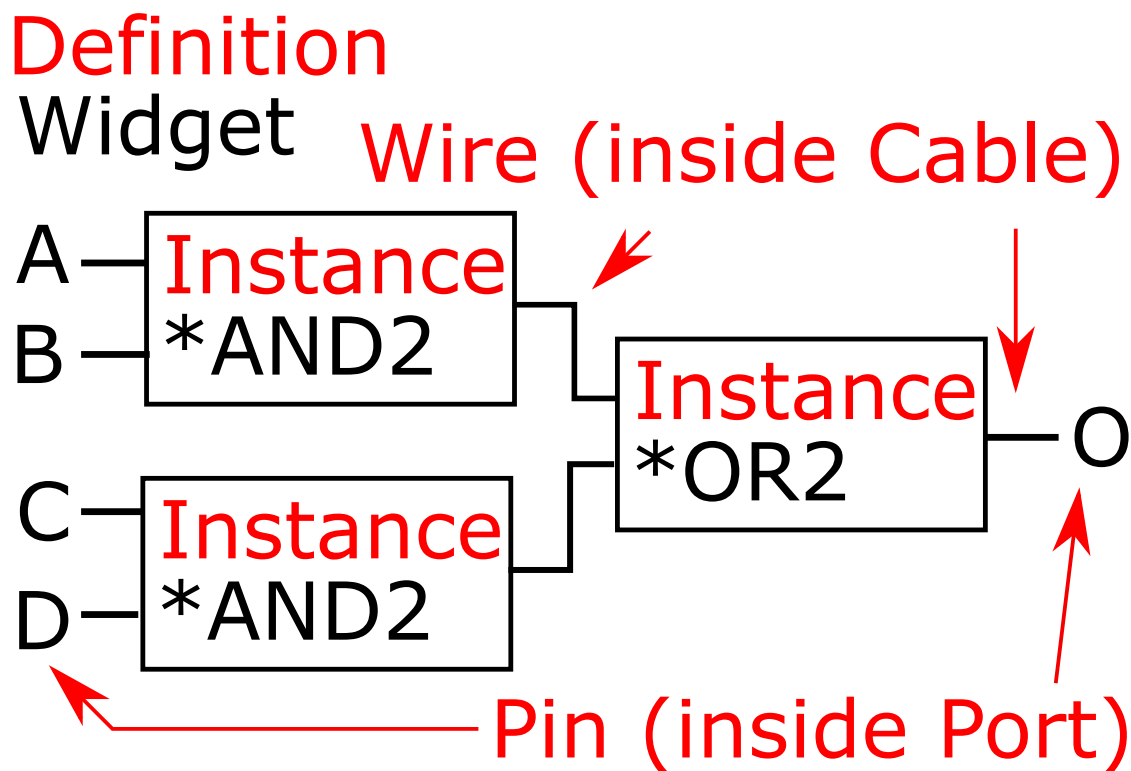 Definition
Widget
Wire (inside Cable)
A
B
Instance
*AND2
Instance
*OR2
O
C
D
Instance
*AND2
Pin (inside Port)